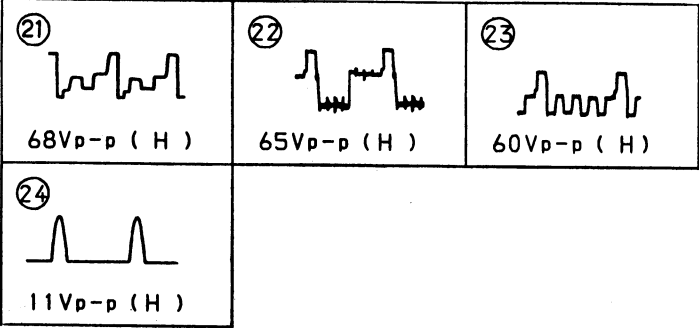 21
68Vp-p ( H )
22
65Vp-p ( H )
23
60Vp-p ( H )
24
11Vp-p ( H )